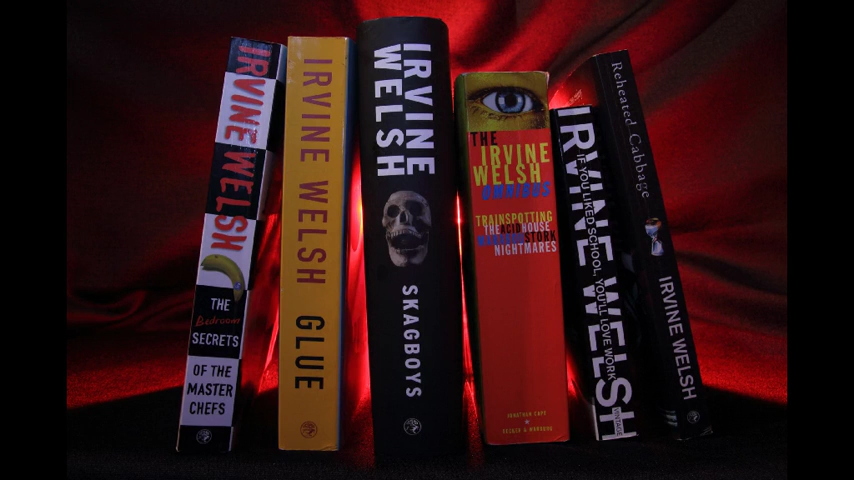 IRVINE WELSH
THE
Bedroom
SECRETS
OF THE
MASTER
CHEFS
IRVINE WELSH GLUE
IRVINE
WELSH
SKAGBOYS
THE
IRVINE
WELSH
OMNIBUS
TRAINSPOTTING
THE ACID HOUSE
MARABOU STORK
NIGHTMARES
JONATHAN CAPE
SECKER & WARBURG
IRVINE WELSH
IF YOU LIKED SCHOOL, YOU'LL LOVE WORK
VINTAGE
Reheated Cabbage
IRVINE WELSH